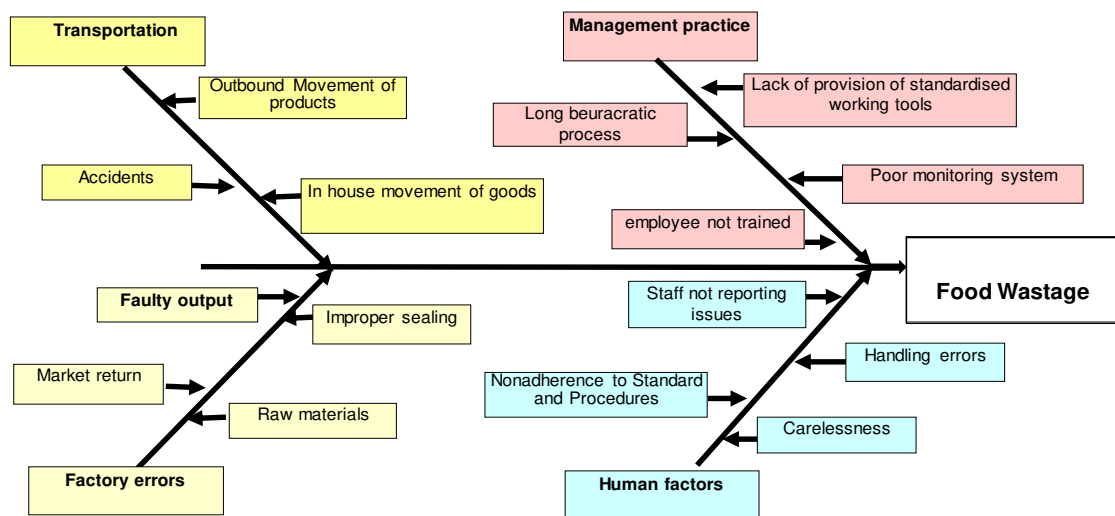 Transportation
Outbound Movement of
products
Accidents
In house movement of goods
Management practice
Lack of provision of standardised
working tools
Long beuracratic
process
Poor monitoring system
employee not trained
Food Wastage
Faulty output
Improper sealing
Market return
Raw materials
Factory errors
Staff not reporting
issues
Handling errors
Nonadherence to Standard
and Procedures
Carelessness
Human factors